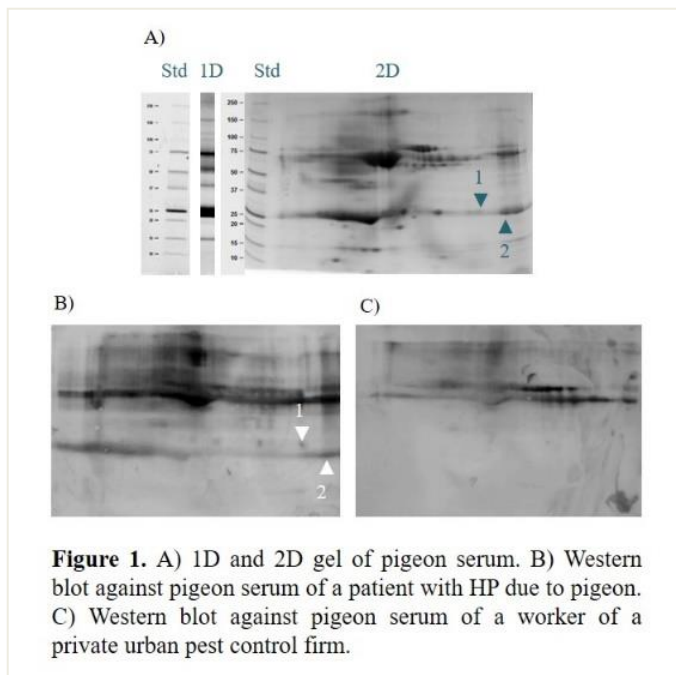 A)
Std 1D Std 2D
250
150
100
75
50
37
25
20
15
10
1
2
B)
C)
1
2
Figure 1. A) 1D and 2D gel of pigeon serum. B) Western
blot against pigeon serum of a patient with HP due to pigeon.
C) Western blot against pigeon serum of a worker of a
private urban pest control firm.